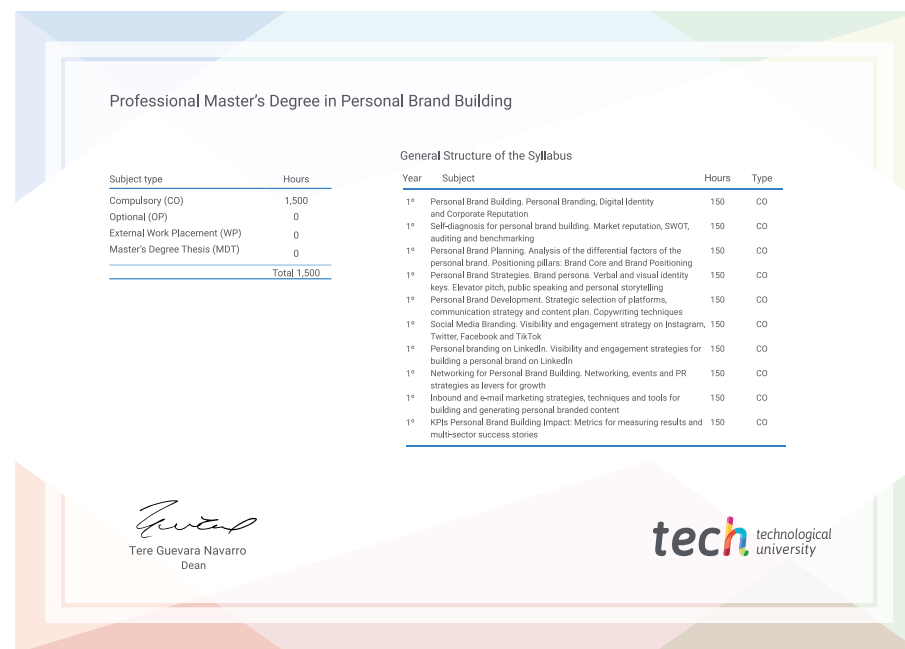 Professional Master's Degree in Personal Brand Building
General Structure of the Syllabus
Subject type Hours
Compulsory (CO) 1,500
Optional (OP) 0
External Work Placement (WP) 0
Master's Degree Thesis (MDT) 0
Total 1,500
Year Subject Hours Type
1º Personal Brand Building. Personal Branding, Digital Identity 150 CO
and Corporate Reputation
1º Self-diagnosis for personal brand building. Market reputation, SWOT, 150 CO
auditing and benchmarking
1º Personal Brand Planning. Analysis of the differential factors of the 150 CO
personal brand. Positioning pillars: Brand Core and Brand Positioning
1º Personal Brand Strategies. Brand persona. Verbal and visual identity 150 CO
keys. Elevator pitch, public speaking and personal storytelling
1º Personal Brand Development. Strategic selection of platforms, 150 CO
communication strategy and content plan. Copywriting techniques
1º Social Media Branding. Visibility and engagement strategy on Instagram, 150 CO
Twitter, Facebook and TikTok
1º Personal branding on LinkedIn. Visibility and engagement strategies for 150 CO
building a personal brand on LinkedIn
1º Networking for Personal Brand Building. Networking, events and PR 150 CO
strategies as levers for growth
1º Inbound and e-mail marketing strategies, techniques and tools for 150 CO
building and generating personal branded content
1º KPIs Personal Brand Building Impact: Metrics for measuring results and 150 CO
multi-sector success stories
Tere Guevara Navarro
Dean
tech technological
university